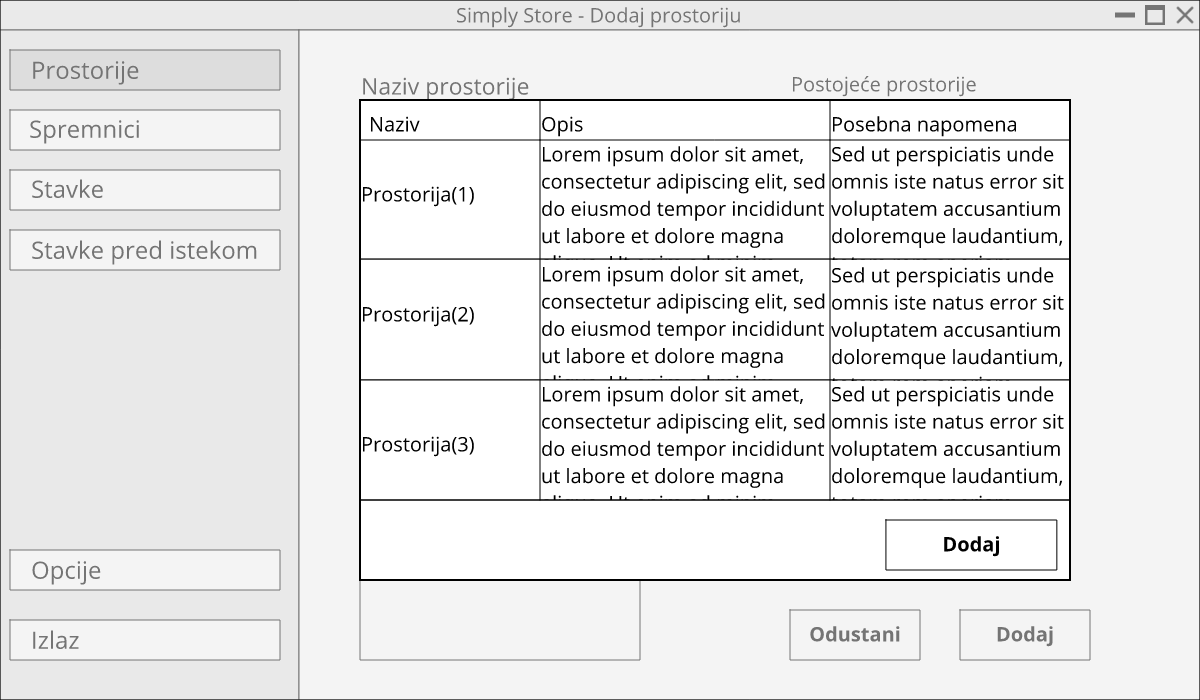 Simply Store - Dodaj prostoriju
Prostorije
Spremnici
Stavke
Stavke pred istekom
Opcije
Izlaz
Naziv prostorije
Postojeće prostorije
Naziv
Opis
Posebna napomena
Prostorija(1)
Lorem ipsum dolor sit amet,
consectetur adipiscing elit, sed
do eiusmod tempor incididunt
ut labore et dolore magna
Sed ut perspiciatis unde
omnis iste natus error sit
voluptatem accusantium
doloremque laudantium,
Prostorija(2)
Lorem ipsum dolor sit amet,
consectetur adipiscing elit, sed
do eiusmod tempor incididunt
ut labore et dolore magna
Sed ut perspiciatis unde
omnis iste natus error sit
voluptatem accusantium
doloremque laudantium,
Prostorija(3)
Lorem ipsum dolor sit amet,
consectetur adipiscing elit, sed
do eiusmod tempor incididunt
ut labore et dolore magna
Sed ut perspiciatis unde
omnis iste natus error sit
voluptatem accusantium
doloremque laudantium,
Dodaj
Odustani
Dodaj